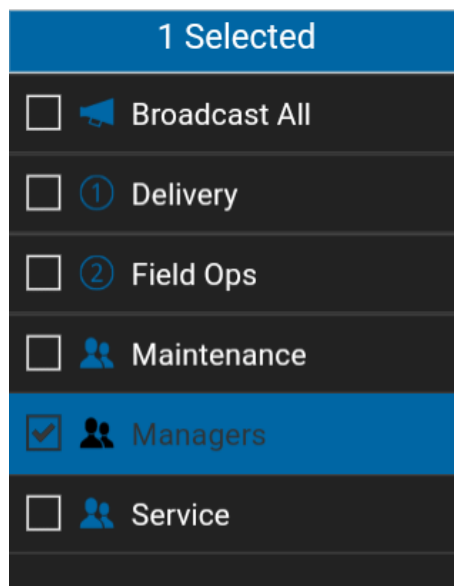 1 Selected
Broadcast All
1 Delivery
2 Field Ops
Maintenance
Managers
Service